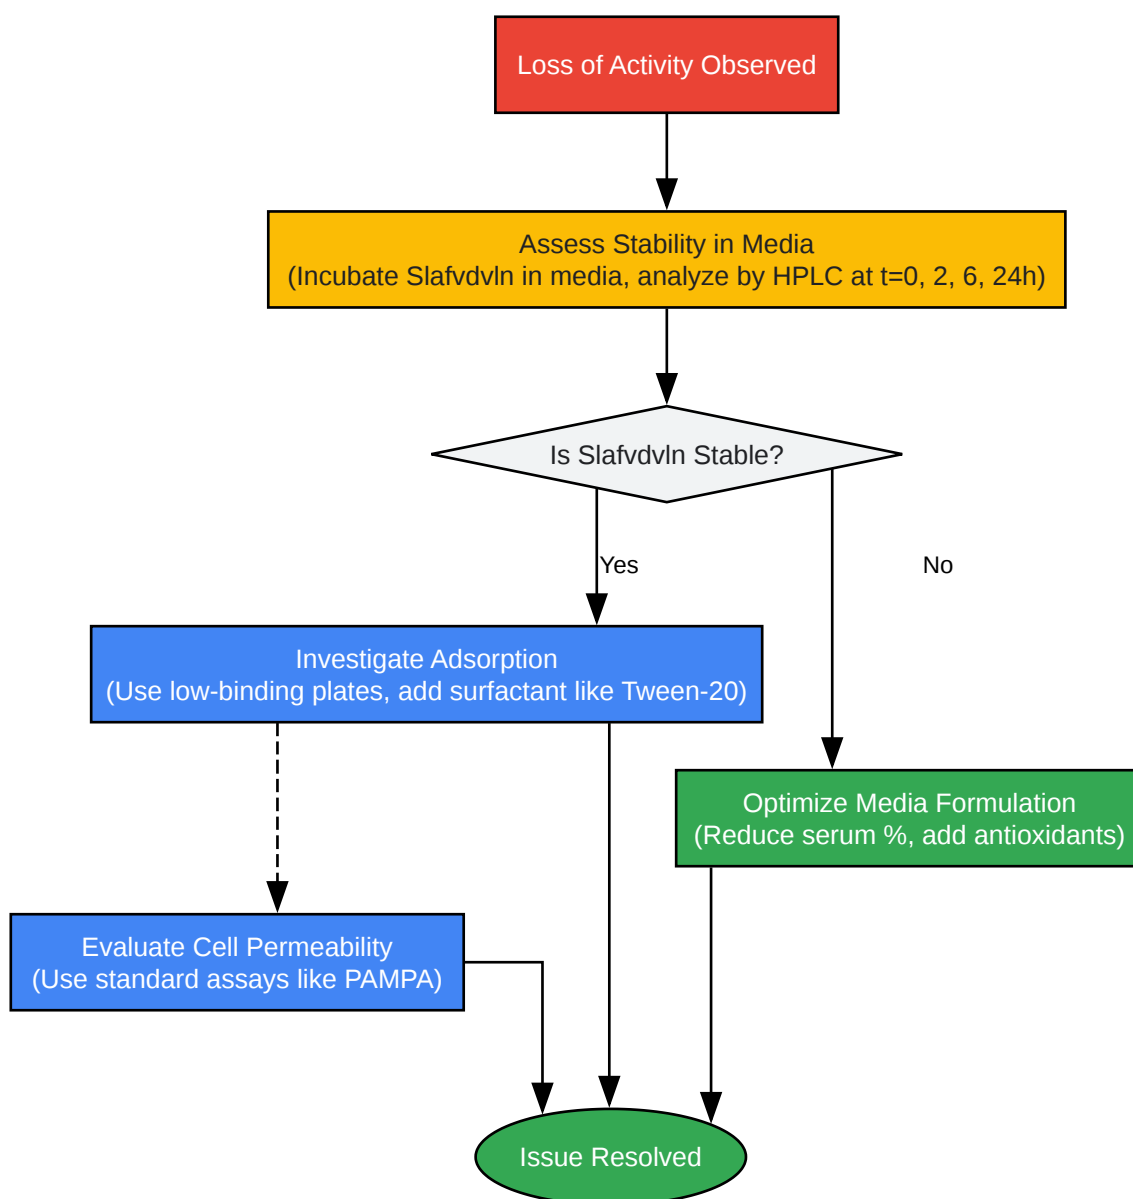 Loss of Activity Observed
Assess Stability in Media
(Incubate Slafvdvln in media, analyze by HPLC at t=0, 2, 6, 24h)
Is Slafvdvln Stable?
Yes
No
Investigate Adsorption
(Use low-binding plates, add surfactant like Tween-20)
Optimize Media Formulation
(Reduce serum %, add antioxidants)
Evaluate Cell Permeability
(Use standard assays like PAMPA)
Issue Resolved